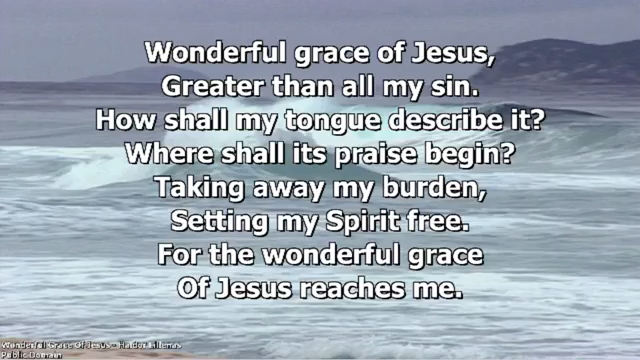 Wonderful grace of Jesus,
Greater than all my sin.
How shall my tongue describe it?
Where shall its praise begin?
Taking away my burden,
Setting my Spirit free.
For the wonderful grace
Of Jesus reaches me.
Wonderful Grace Of Jesus - Haldor Lillenas
Public Domain